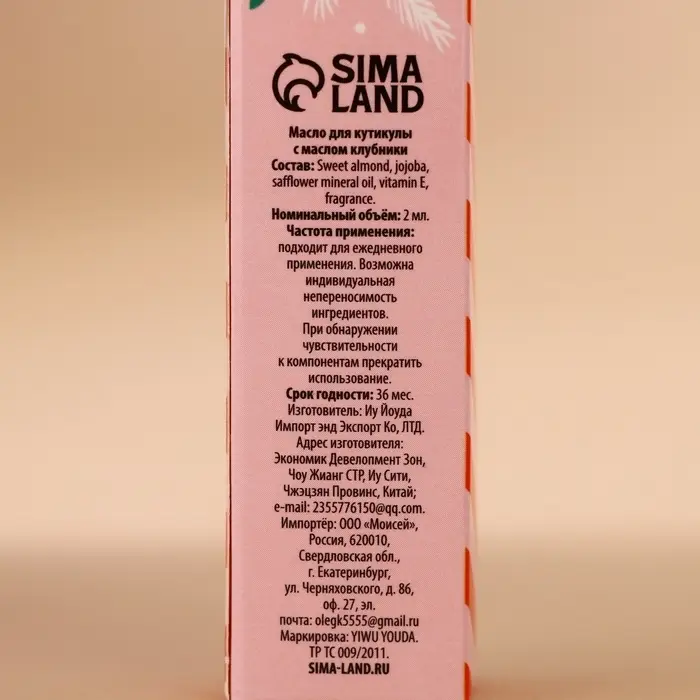 SIMA
LAND
Масло для кутикулы
с маслом клубники
Состав: Sweet almond, jojoba,
safflower mineral oil, vitamin E,
fragrance.
Номинальный объём: 2 мл.
Частота применения:
подходит для ежедневного
применения. Возможна
индивидуальная
непереносимость
ингредиентов.
При обнаружении
чувствительности
к компонентам прекратить
использование.
Срок годности: 36 мес.
Изготовитель: Иу Йоуда
Импорт энд Экспорт Ко, ЛТД.
Адрес изготовителя:
Экономик Девелопмент Зон,
Чоу Жианг СТР, Иу Сити,
Чжэцзян Провинс, Китай;
e-mail: 2355776150@qq.com.
Импортёр: ООО «Моисей»,
Россия, 620010,
Свердловская обл.,
г. Екатеринбург,
ул. Черняховского, д. 86,
оф. 27, эл.
почта: olegk5555@gmail.ru
Маркировка: YIWU YOUDA.
ТР ТС 009/2011.
SIMA-LAND.RU